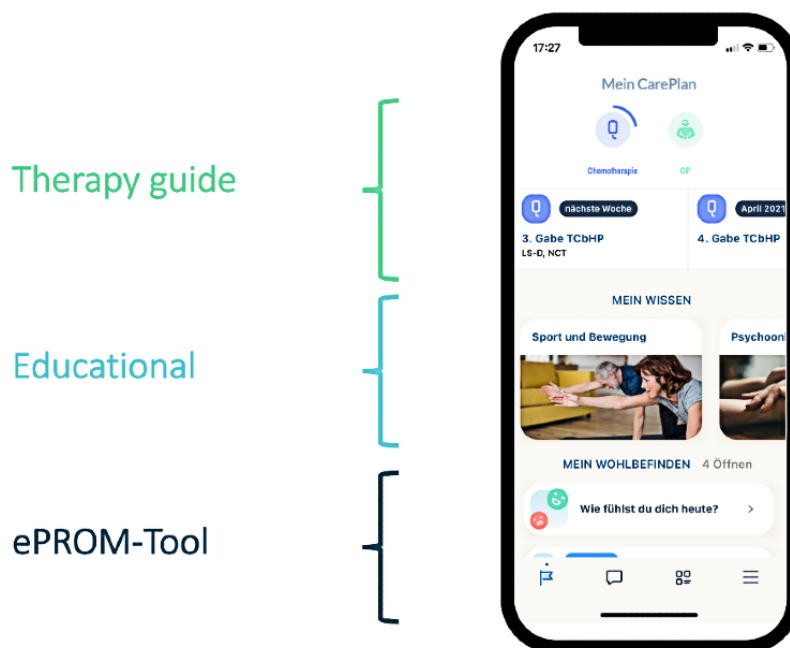 17:27
Mein CarePlan
Therapy guide
Chemotherapie
OP
nächste Woche
April 2021
3. Gabe TCbHP
4. Gabe TCbHP
LS-D, NCT
MEIN WISSEN
Educational
Sport und Bewegung
Psychoonk
MEIN WOHLBEFINDEN 4 Öffnen
ePROM-Tool
Wie fühlst du dich heute?